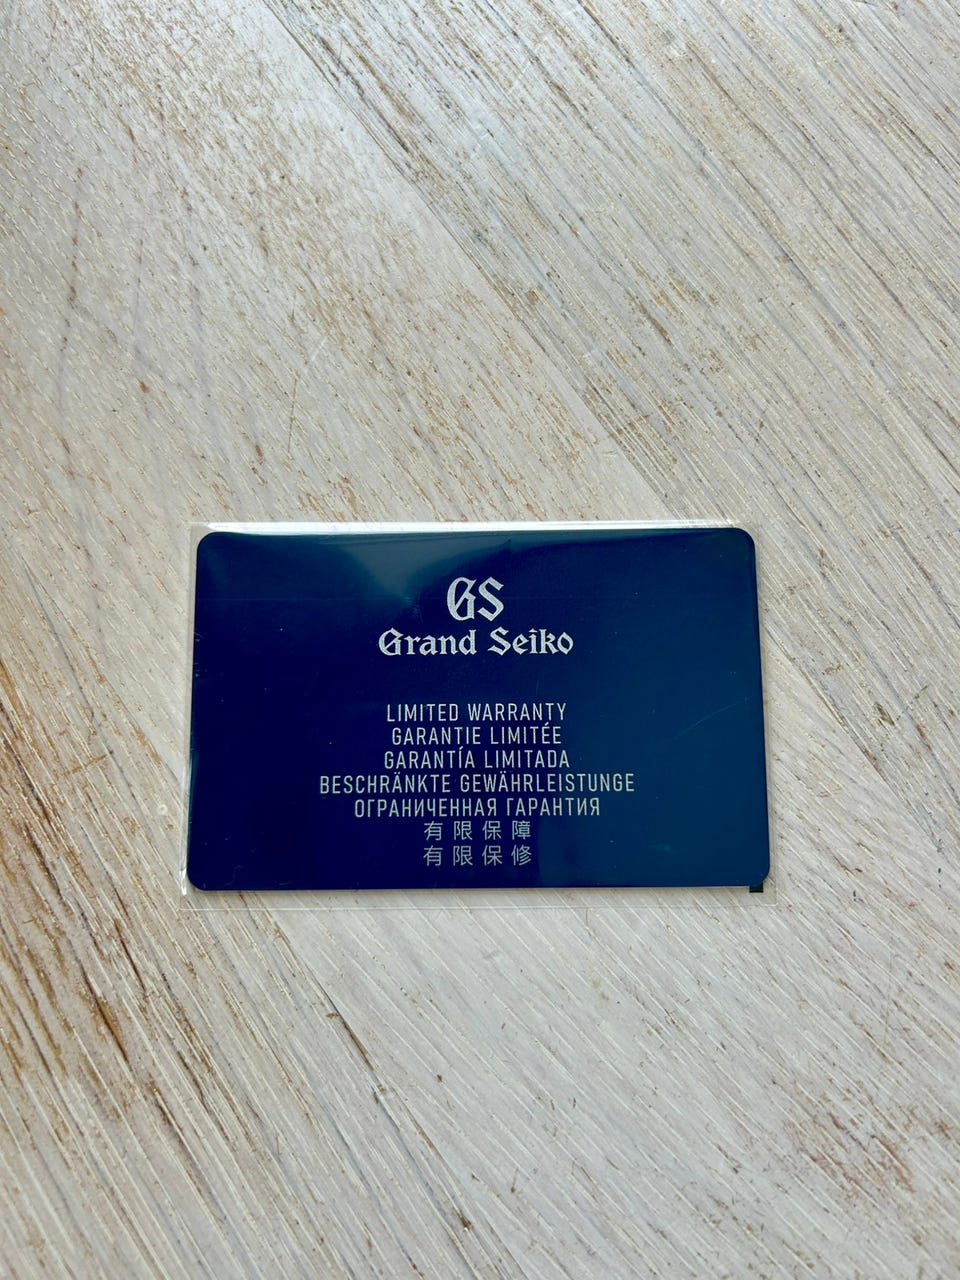 GS
Grand Seiko
LIMITED WARRANTY
GARANTIE LIMITÉE
GARANTÍA LIMITADA
BESCHRÄNKTE GEWÄHRLEISTUNGE
ОГРАНИЧЕННАЯ ГАРАНТИЯ
有限保障
有限保修